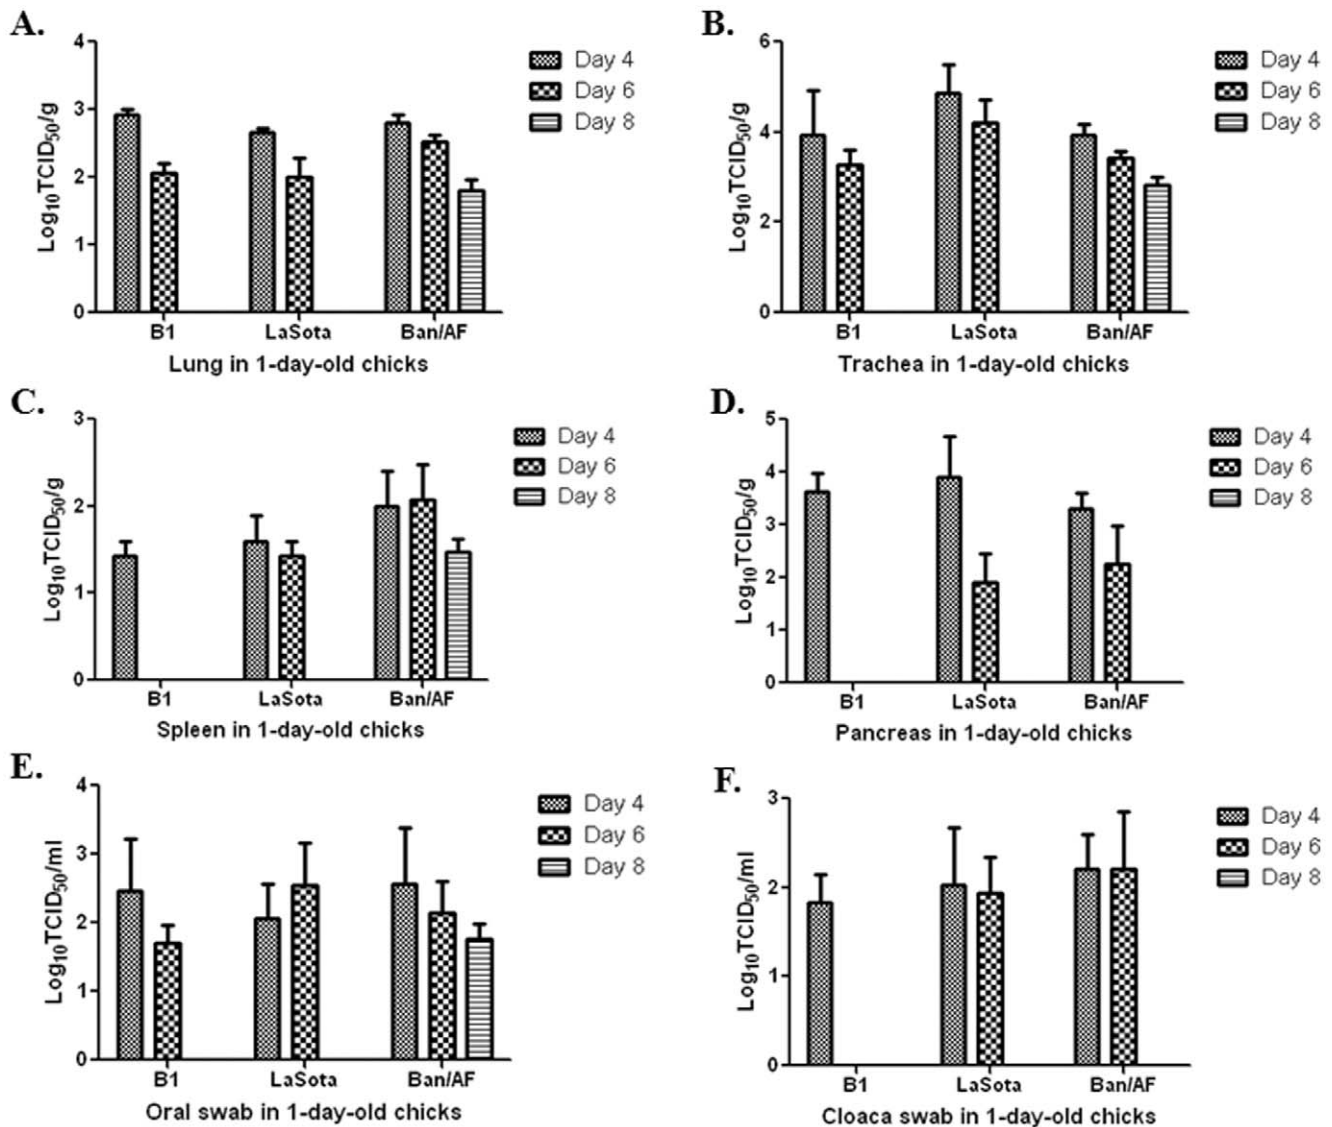 A.
Log10TCID50/g
4
3
2
1
0
B1
LaSota
Ban/AF
Lung in 1-day-old chicks
Day 4
Day 6
Day 8
B.
Log10TCID50/g
6
4
2
0
B1
LaSota
Ban/AF
Trachea in 1-day-old chicks
Day 4
Day 6
Day 8
C.
Log10TCID50/g
3
2
1
0
B1
LaSota
Ban/AF
Spleen in 1-day-old chicks
Day 4
Day 6
Day 8
D.
Log10TCID50/g
5
4
3
2
1
0
B1
LaSota
Ban/AF
Pancreas in 1-day-old chicks
Day 4
Day 6
Day 8
E.
Log10TCID50/ml
4
3
2
1
0
B1
LaSota
Ban/AF
Oral swab in 1-day-old chicks
Day 4
Day 6
Day 8
F.
Log10TCID50/ml
3
2
1
0
B1
LaSota
Ban/AF
Cloaca swab in 1-day-old chicks
Day 4
Day 6
Day 8